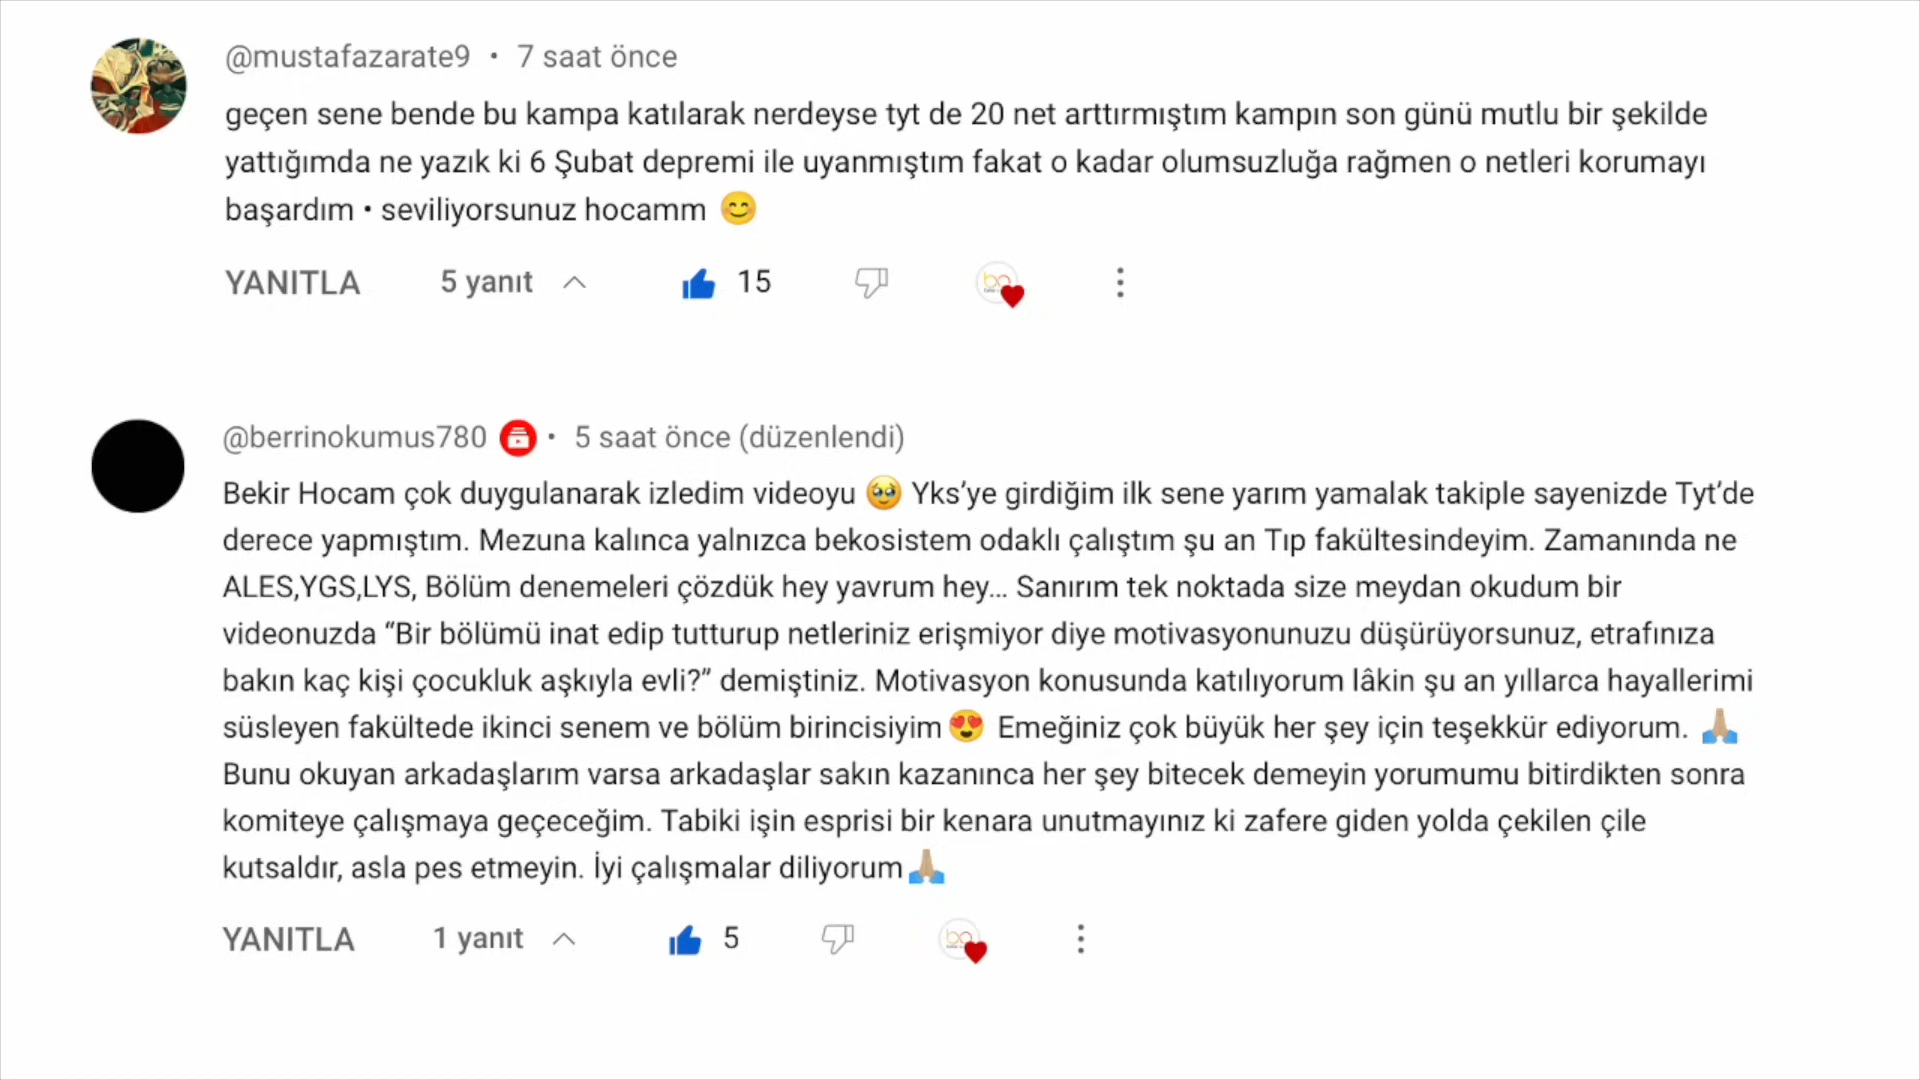 @mustafazarate9 • 7 saat önce
geçen sene bende bu kampa katılarak nerdeyse tyt de 20 net arttırmıştım kampın son günü mutlu bir şekilde
yattığımda ne yazık ki 6 Şubat depremi ile uyanmıştım fakat o kadar olumsuzluğa rağmen o netleri korumayı
başardım • seviliyorsunuz hocamm 😊
YANITLA 5 yanıt 15
@berrinokumus780 • 5 saat önce (düzenlendi)
Bekir Hocam çok duygulanarak izledim videoyu 🥹 Yks’ye girdiğim ilk sene yarım yamalak takiple sayenizde Tyt’de
derece yapmıştım. Mezuna kalınca yalnızca bekosistem odaklı çalıştım şu an Tıp fakültesindeyim. Zamanında ne
ALES,YGS,LYS, Bölüm denemeleri çözdük hey yavrum hey... Sanırım tek noktada size meydan okudum bir
videonuzda “Bir bölümü inat edip tutturup netleriniz erişmiyor diye motivasyonunuzu düşürüyorsunuz, etrafınıza
bakın kaç kişi çocukluk aşkıyla evli?” demiştiniz. Motivasyon konusunda katılıyorum lâkin şu an yıllarca hayallerimi
süsleyen fakültede ikinci senem ve bölüm birincisiyim 😍 Emeğiniz çok büyük her şey için teşekkür ediyorum. 🙏🏼
Bunu okuyan arkadaşlarım varsa arkadaşlar sakın kazanınca her şey bitecek demeyin yorumumu bitirdikten sonra
komiteye çalışmaya geçeceğim. Tabiki işin esprisi bir kenara unutmayınız ki zafere giden yolda çekilen çile
kutsaldır, asla pes etmeyin. İyi çalışmalar diliyorum 🙏🏼
YANITLA 1 yanıt 5